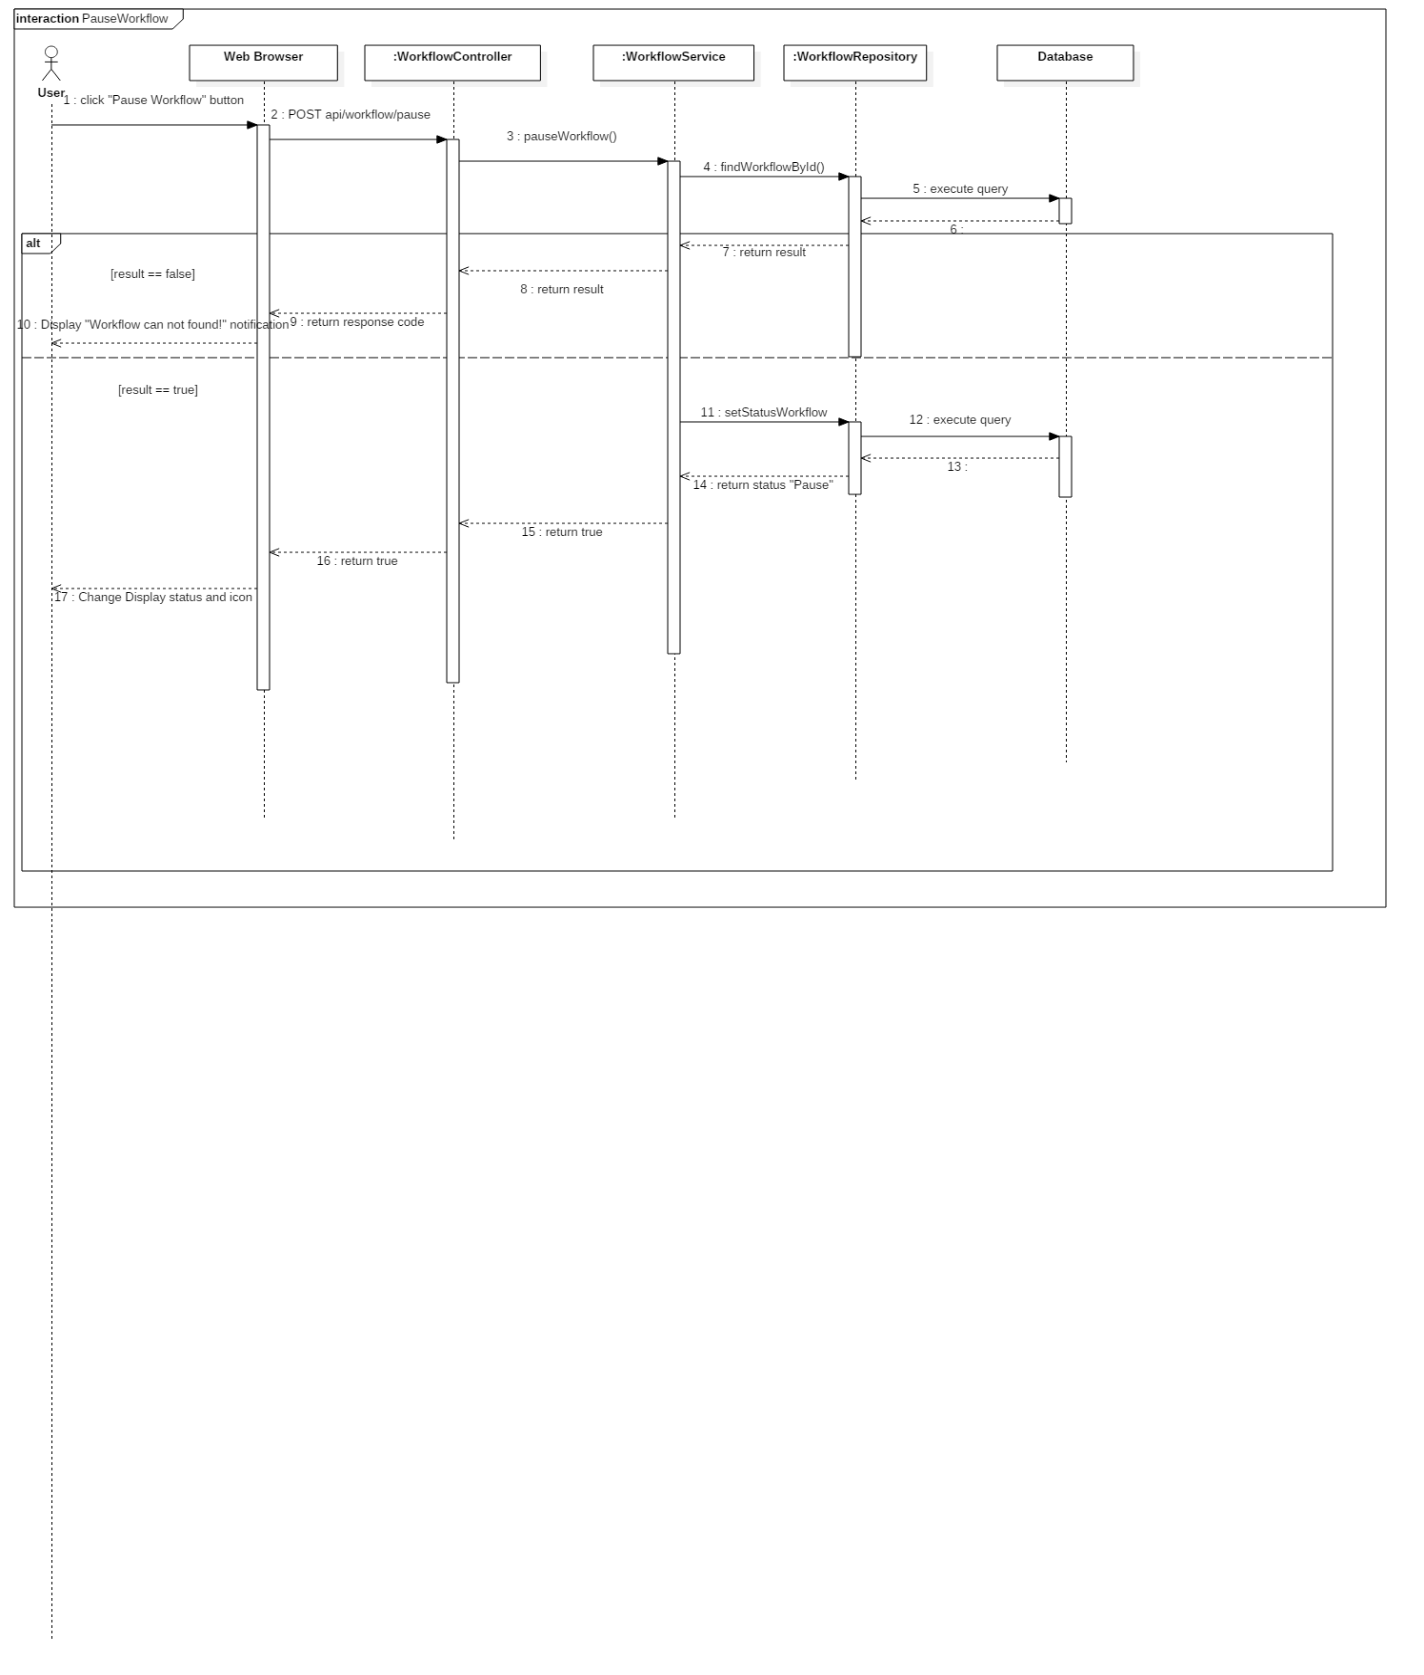 interaction PauseWorkflow
User
Web Browser
:WorkflowController
:WorkflowService
:WorkflowRepository
Database
1 : click "Pause Workflow" button
2 : POST api/workflow/pause
3 : pauseWorkflow()
4 : findWorkflowById()
5 : execute query
6 :
alt
7 : return result
[result == false]
8 : return result
9 : return response code
10 : Display "Workflow can not found!" notification
[result == true]
11 : setStatusWorkflow
12 : execute query
13 :
14 : return status "Pause"
15 : return true
16 : return true
17 : Change Display status and icon